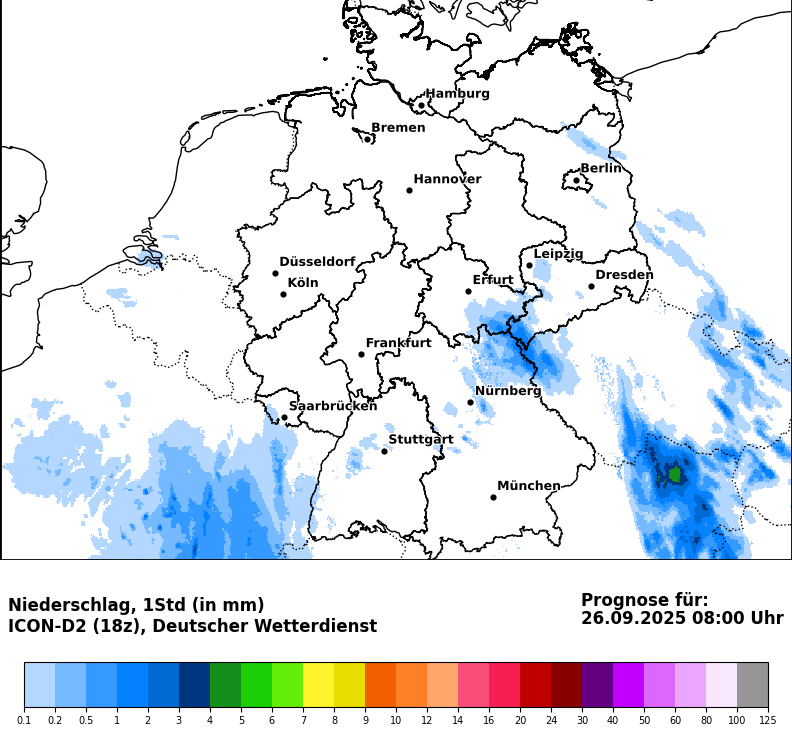 Hamburg
Bremen
Berlin
Hannover
Leipzig
Düsseldorf
Dresden
Köln
Erfurt
Frankfurt
Nürnberg
Saarbrücken
Stuttgart
München
Niederschlag, 1Std (in mm)
ICON-D2 (18z), Deutscher Wetterdienst
Prognose für:
26.09.2025 08:00 Uhr
0.1 0.2 0.5 1 2 3 4 5 6 7 8 9 10 12 14 16 20 24 30 40 50 60 80 100 125